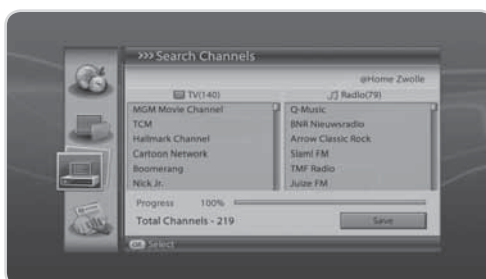 >>> Search Channels
@Home Zwolle
TV(140)
Radio(79)
MGM Movie Channel
TCM
Hallmark Channel
Cartoon Network
Boomerang
Nick Jr.
Q-Music
BNR Nieuwsradio
Arrow Classic Rock
Slam! FM
TMF Radio
Juize FM
Progress 100%
Total Channels - 219
Save
OK Select